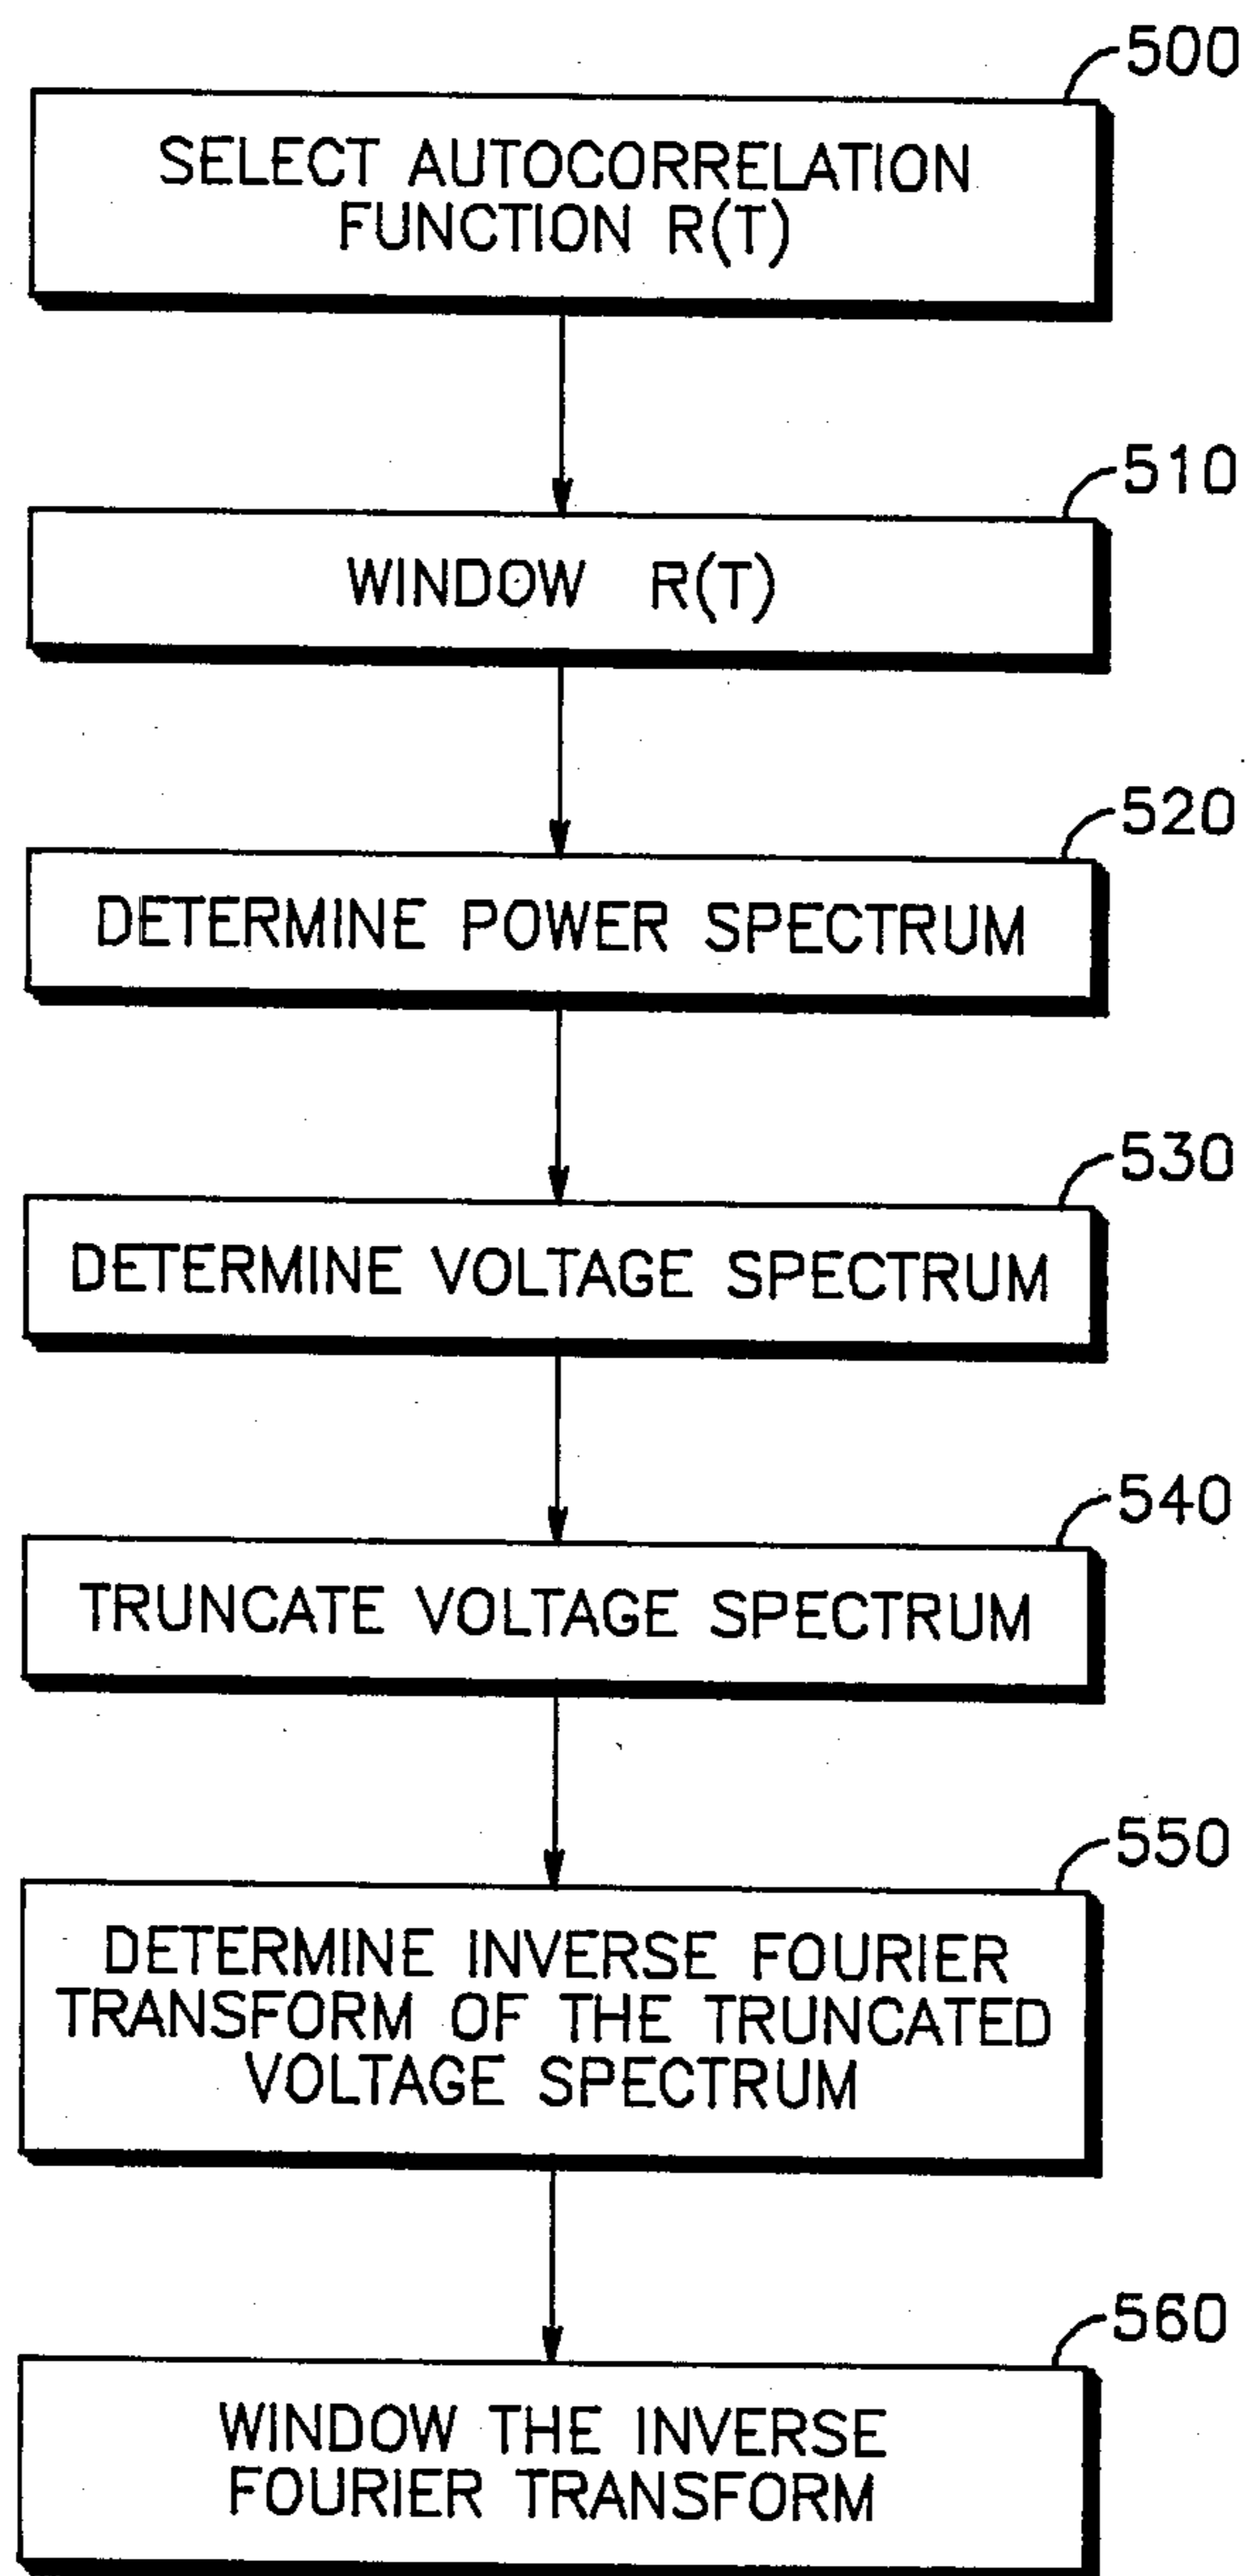 500
SELECT AUTOCORRELATION
FUNCTION R(T)
510
WINDOW R(T)
520
DETERMINE POWER SPECTRUM
530
DETERMINE VOLTAGE SPECTRUM
540
TRUNCATE VOLTAGE SPECTRUM
550
DETERMINE INVERSE FOURIER
TRANSFORM OF THE TRUNCATED
VOLTAGE SPECTRUM
560
WINDOW THE INVERSE
FOURIER TRANSFORM